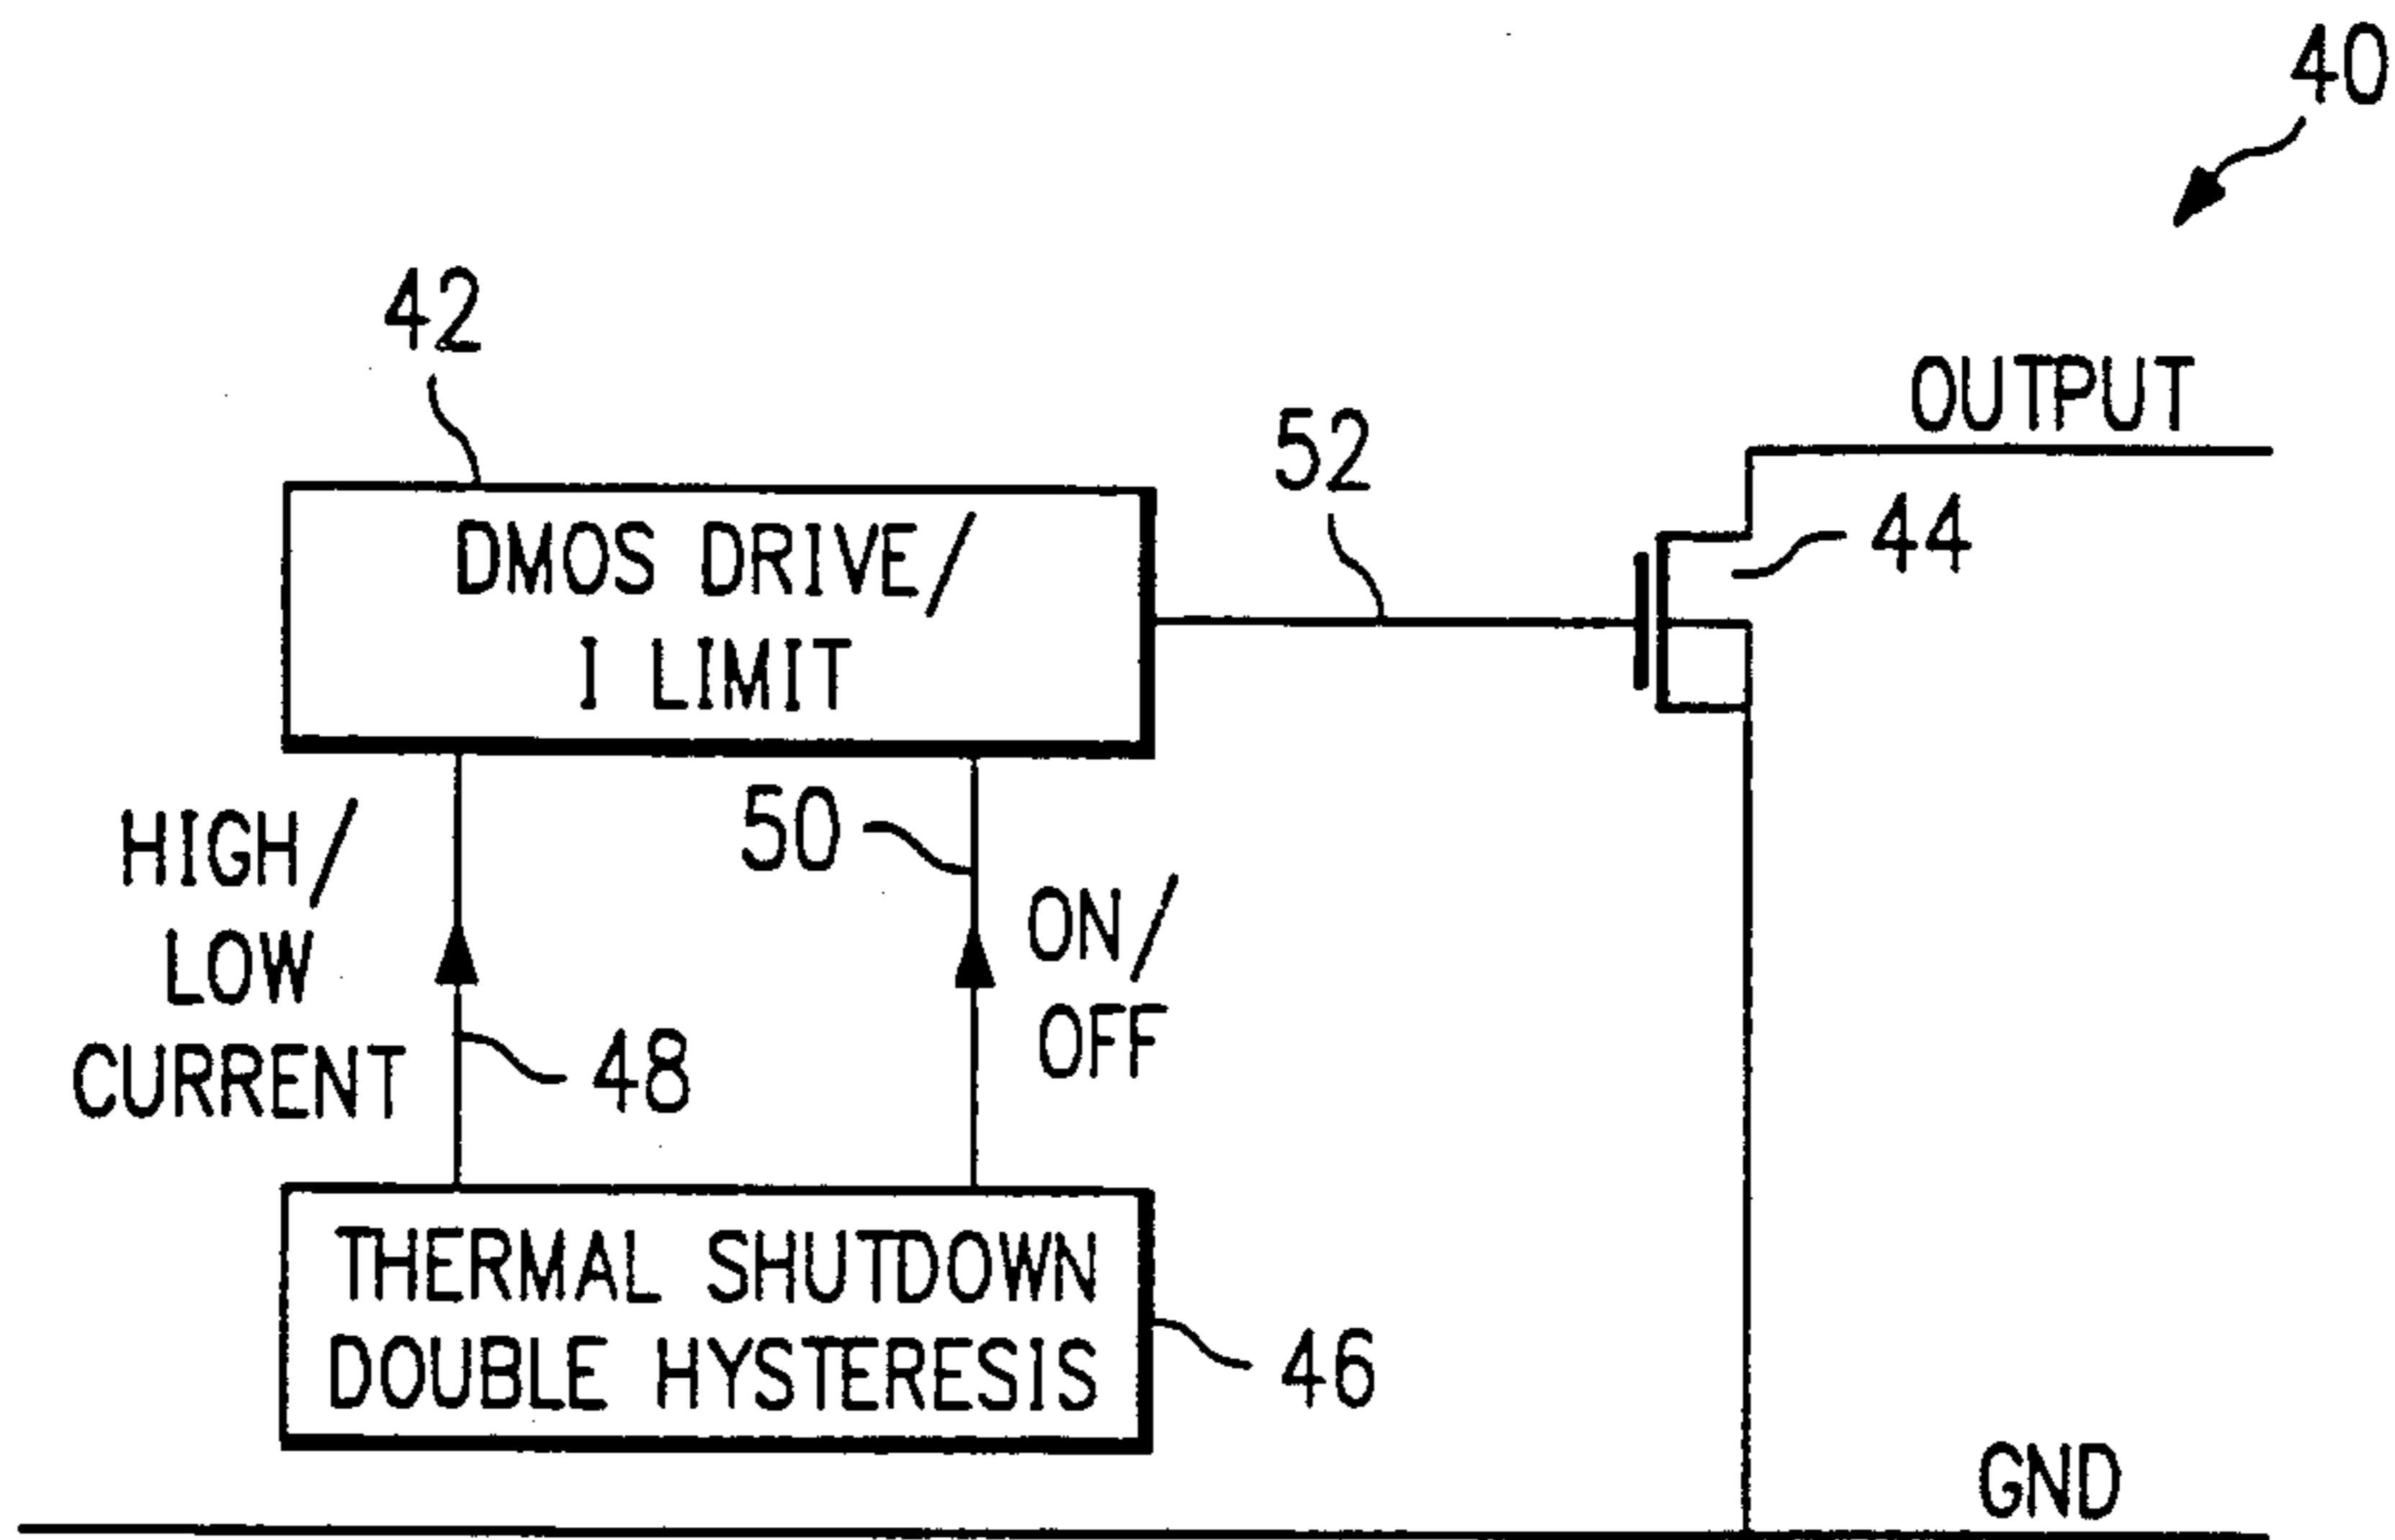 40
42
OUTPUT
52
44
DMOS DRIVE/
I LIMIT
50
HIGH/
LOW
CURRENT
ON/
OFF
48
THERMAL SHUTDOWN
DOUBLE HYSTERESIS
46
GND